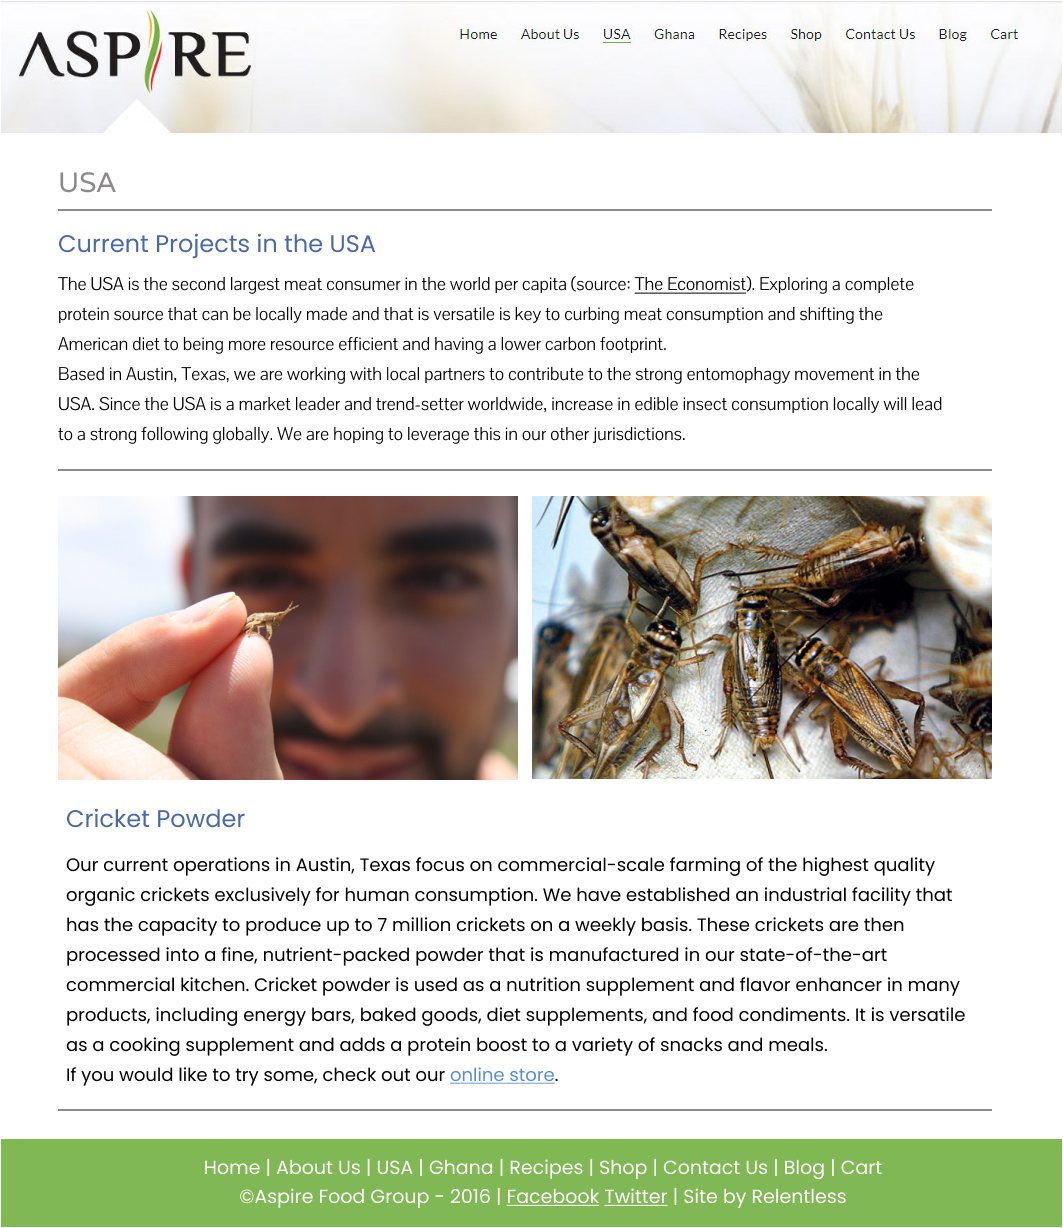 ASPIRE
Home About Us USA Ghana Recipes Shop Contact Us Blog Cart
USA
Current Projects in the USA
The USA is the second largest meat consumer in the world per capita (source: The Economist). Exploring a complete
protein source that can be locally made and that is versatile is key to curbing meat consumption and shifting the
American diet to being more resource efficient and having a lower carbon footprint.
Based in Austin, Texas, we are working with local partners to contribute to the strong entomophagy movement in the
USA. Since the USA is a market leader and trend-setter worldwide, increase in edible insect consumption locally will lead
to a strong following globally. We are hoping to leverage this in our other jurisdictions.
Cricket Powder
Our current operations in Austin, Texas focus on commercial-scale farming of the highest quality
organic crickets exclusively for human consumption. We have established an industrial facility that
has the capacity to produce up to 7 million crickets on a weekly basis. These crickets are then
processed into a fine, nutrient-packed powder that is manufactured in our state-of-the-art
commercial kitchen. Cricket powder is used as a nutrition supplement and flavor enhancer in many
products, including energy bars, baked goods, diet supplements, and food condiments. It is versatile
as a cooking supplement and adds a protein boost to a variety of snacks and meals.
If you would like to try some, check out our online store.
Home | About Us | USA | Ghana | Recipes | Shop | Contact Us | Blog | Cart
©Aspire Food Group - 2016 | Facebook Twitter | Site by Relentless